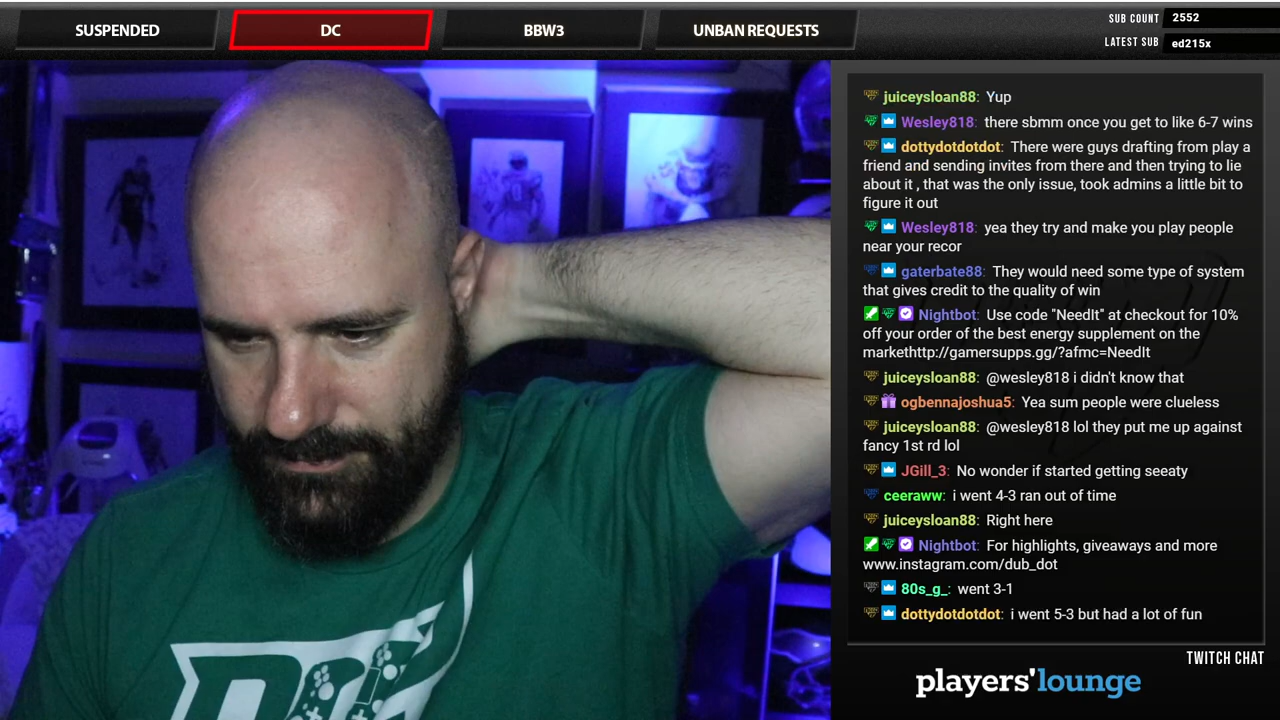 SUSPENDED
DC
BBW3
UNBAN REQUESTS
SUB COUNT 2552
LATEST SUB ed215x
juiceysloan88: Yup
Wesley818: there sbmm once you get to like 6-7 wins
dottydotdotdot: There were guys drafting from play a
friend and sending invites from there and then trying to lie
about it , that was the only issue, took admins a little bit to
figure it out
Wesley818: yea they try and make you play people
near your recor
gaterbate88: They would need some type of system
that gives credit to the quality of win
Nightbot: Use code "NeedIt" at checkout for 10%
off your order of the best energy supplement on the
markethttp://gamersupps.gg/?afmc=NeedIt
juiceysloan88: @wesley818 i didn't know that
ogbennajoshua5: Yea sum people were clueless
juiceysloan88: @wesley818 lol they put me up against
fancy 1st rd lol
JGill_3: No wonder if started getting seeaty
ceeraww: i went 4-3 ran out of time
juiceysloan88: Right here
Nightbot: For highlights, giveaways and more
www.instagram.com/dub_dot
80s_g_: went 3-1
dottydotdotdot: i went 5-3 but had a lot of fun
TWITCH CHAT
players'lounge